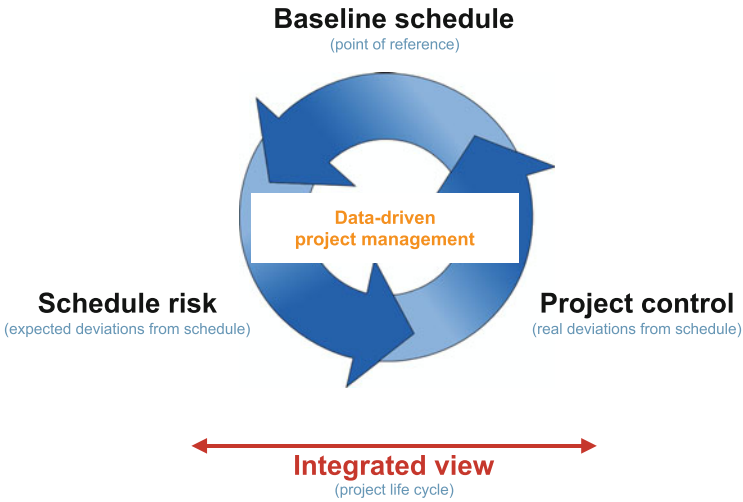 Baseline schedule
(point of reference)
Data-driven
project management
Schedule risk
(expected deviations from schedule)
Project control
(real deviations from schedule)
Integrated view
(project life cycle)